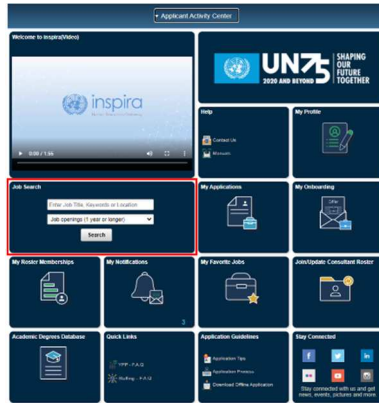 Applicant Activity Center
Welcome to inspira(Video)
inspira
0:00 / 1:55
UN75
2020 AND BEYOND
SHAPING
OUR
FUTURE
TOGETHER
Help
Contact Us
Manuals
My Profile
Job Search
Enter Job Title, Keywords or Location
Job openings (1 year or longer)
Search
My Applications
My Onboarding
Offer
My Roster Memberships
My Notifications
3
My Favorite Jobs
Join/Update Consultant Roster
Academic Degrees Database
Quick Links
YPP - F.A.Q
Application Guidelines
Application Tips
Application Process
Download Offline Application
Stay Connected
Stay connected with us and get
news, events, pictures and more